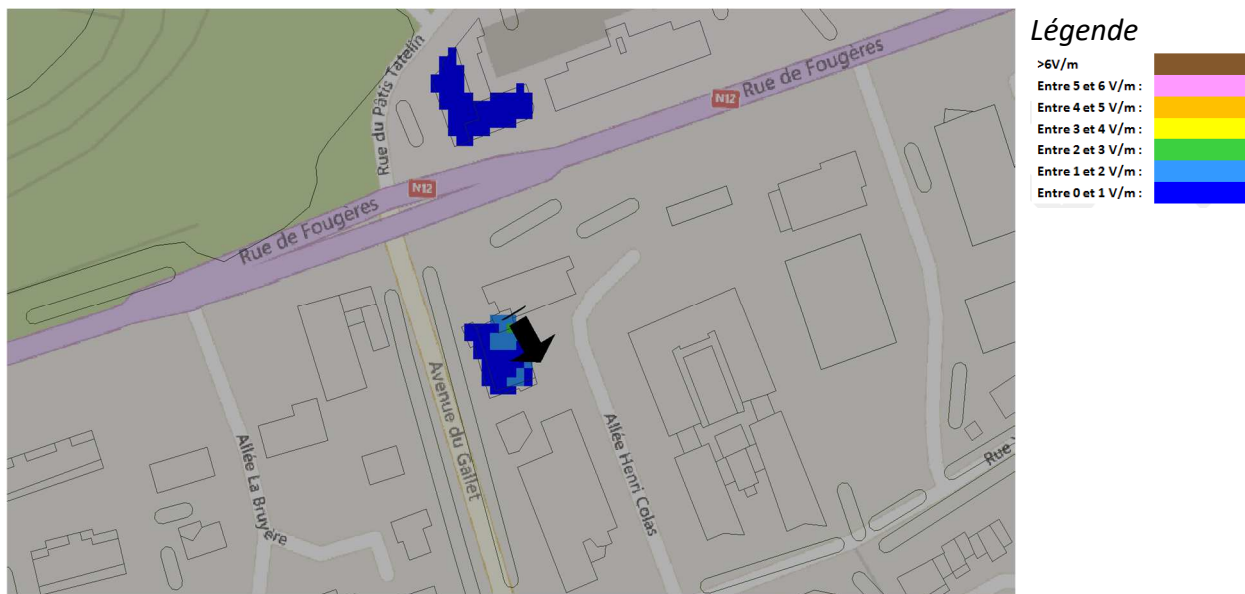 Légende
>6V/m
Entre 5 et 6 V/m :
Entre 4 et 5 V/m :
Entre 3 et 4 V/m :
Entre 2 et 3 V/m :
Entre 1 et 2 V/m :
Entre 0 et 1 V/m :
Rue du Pâtis Tatelin
Rue de Fougères
N12
N12
Rue de Fougères
Avenue du Gallet
Allée La Bruyère
Allée Henri Colas
Rue